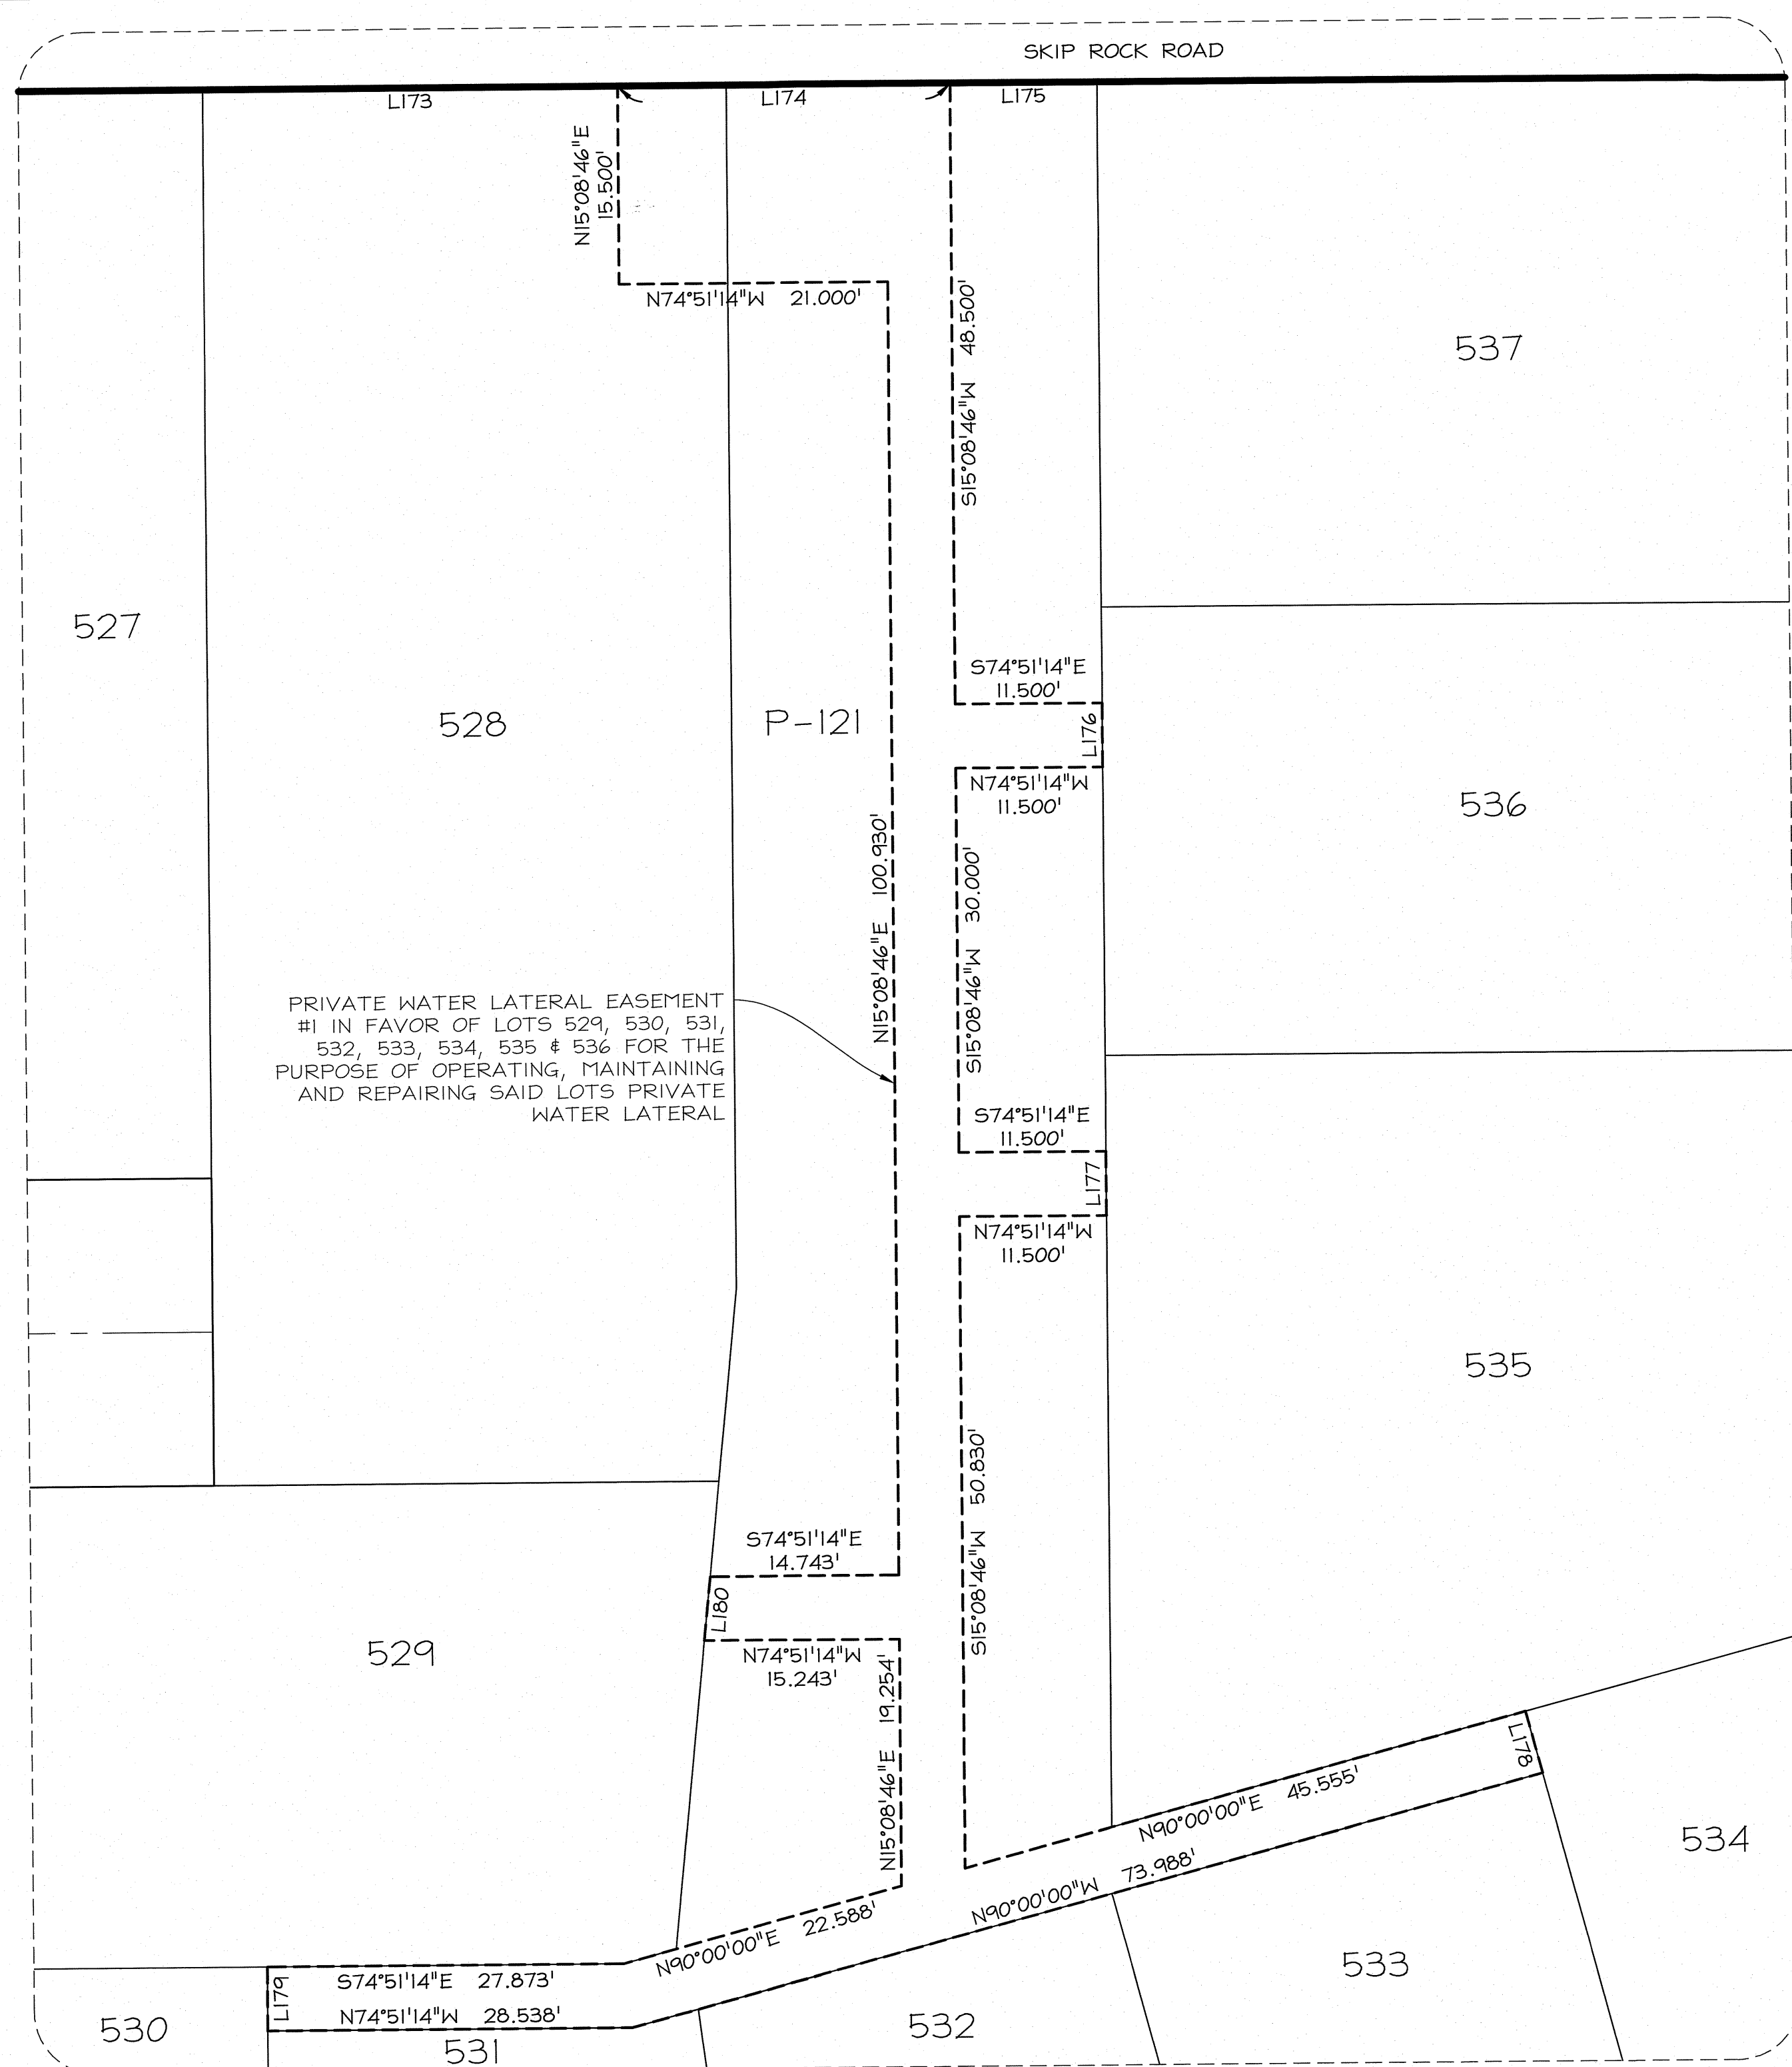 SKIP ROCK ROAD
L173
L174
L175
N15°08'46"E
15.500'
N74°51'14"W 21.000'
S15°08'46"W 48.500'
537
527
528
P-121
S74°51'14"E
11.500'
L176
N74°51'14"W
11.500'
536
N15°08'46"E 100.930'
S15°08'46"W 30.000'
PRIVATE WATER LATERAL EASEMENT
#1 IN FAVOR OF LOTS 529, 530, 531,
532, 533, 534, 535 & 536 FOR THE
PURPOSE OF OPERATING, MAINTAINING
AND REPAIRING SAID LOTS PRIVATE
WATER LATERAL
S74°51'14"E
11.500'
L177
N74°51'14"W
11.500'
535
S15°08'46"W 50.830'
S74°51'14"E
14.743'
L180
N74°51'14"W
15.243'
529
N15°08'46"E 19.254'
L178
N90°00'00"E 45.555'
N90°00'00"W 73.988'
534
N90°00'00"E 22.588'
533
L179
S74°51'14"E 27.873'
N74°51'14"W 28.538'
530
531
532